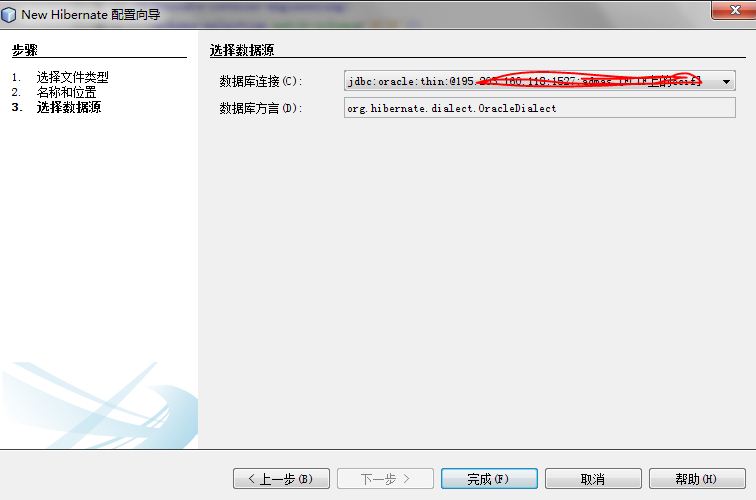 New Hibernate 配置向导
步骤
1. 选择文件类型
2. 名称和位置
3. 选择数据源
选择数据源
数据库连接(C): jdbc:oracle:thin:@195.
数据库方言(D): org.hibernate.dialect.OracleDialect
< 上一步(B) 下一步 > 完成(F) 取消 帮助(H)